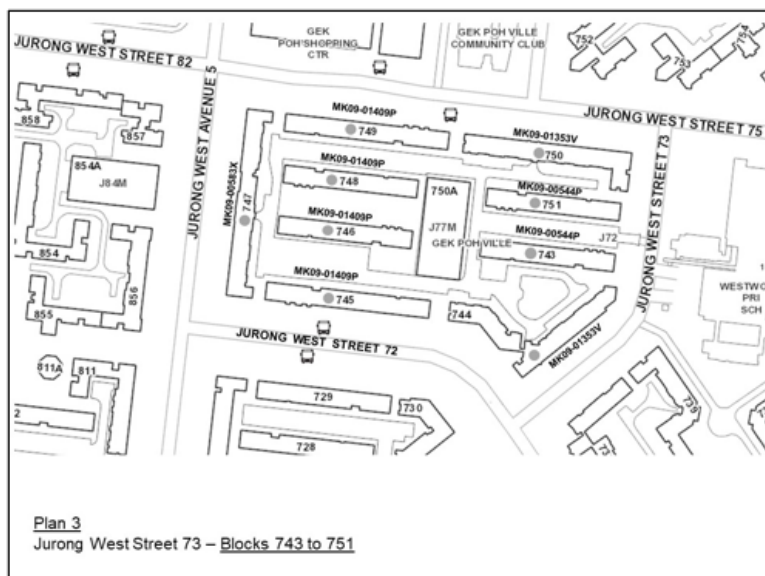 GEK
POH SHOPPING
CTR
GEK POH VILLE
COMMUNITY CLUB
752
753
754
JURONG WEST STREET 82
JURONG WEST AVENUE 5
JURONG WEST STREET 75
858
857
MK09-01409P
749
MK09-01353V
750
JURONG WEST STREET 73
854A
J84M
MK09-00583X
747
MK09-01409P
748
750A
MK09-00544P
751
MK09-01409P
746
J77M
GEK POH VILLE
MK09-00544P
743
J72
854
856
855
MK09-01409P
745
744
MK09-01353V
WESTWO
PRI
SCH
JURONG WEST STREET 72
811A
811
2
729
730
728
739
73
Plan 3
Jurong West Street 73 – Blocks 743 to 751